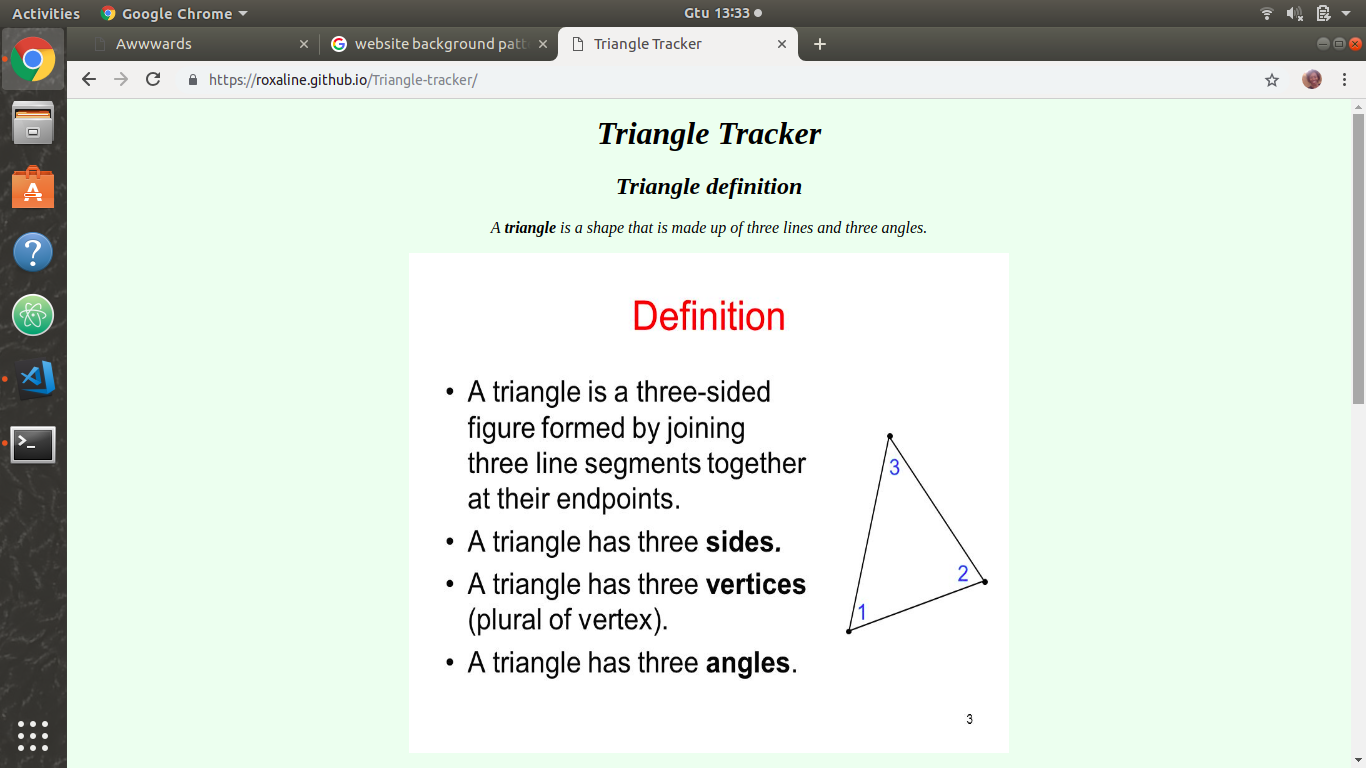 Activities
Google Chrome
Gtu 13:33
Awwwards
website background patt
Triangle Tracker
https://roxaline.github.io/Triangle-tracker/
Triangle Tracker
Triangle definition
A triangle is a shape that is made up of three lines and three angles.
Definition
• A triangle is a three-sided
figure formed by joining
three line segments together
at their endpoints.
• A triangle has three sides.
• A triangle has three vertices
(plural of vertex).
• A triangle has three angles.
3
2
1
3